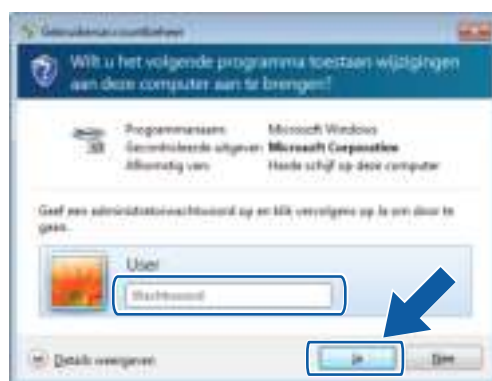 Gebruikersaccountbeheer
Wilt u het volgende programma toestaan wijzigingen
aan deze computer aan te brengen?
Programmanaam: Microsoft Windows
Gecontroleerde uitgever: Microsoft Corporation
Afkomstig van: Harde schijf op deze computer
Geef een administratorwachtwoord op en klik vervolgens op Ja om door te
gaan.
User
Wachtwoord
Details weergeven
Ja
Nee